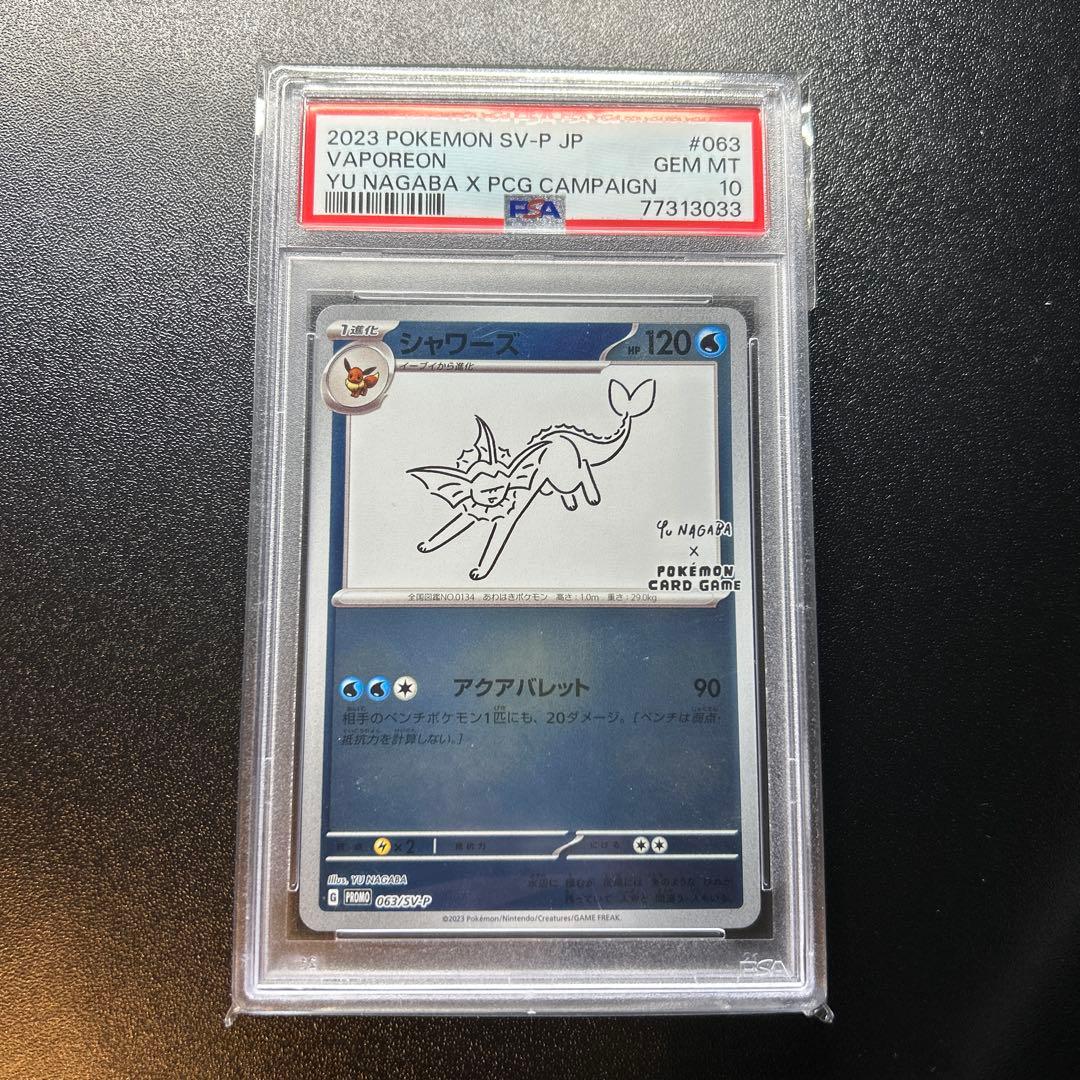 2023 POKEMON SV-P JP #063
VAPOREON GEM MT
YU NAGABA X PCG CAMPAIGN 10
PSA 77313033
1進化 シャワーズ HP 120
イーブイから進化
Yu NAGABA
×
POKÉMON
CARD GAME
全国図鑑NO.0134 あわはきポケモン 高さ:1.0m 重さ:29.0kg
アクアバレット 90
相手のベンチポケモン1匹にも、20ダメージ。[ベンチは弱点・
抵抗力を計算しない。]
弱点 ×2 抵抗力 にげる
Illus. YU NAGABA
G PROMO 063/SV-P
©2023 Pokémon/Nintendo/Creatures/GAME FREAK.
PSA